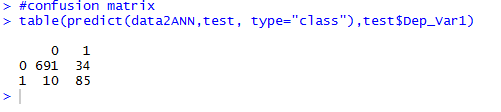 > #confusion matrix
> table(predict(data2ANN,test, type="class"),test$Dep_Var1)
0 1
0 691 34
1 10 85
>